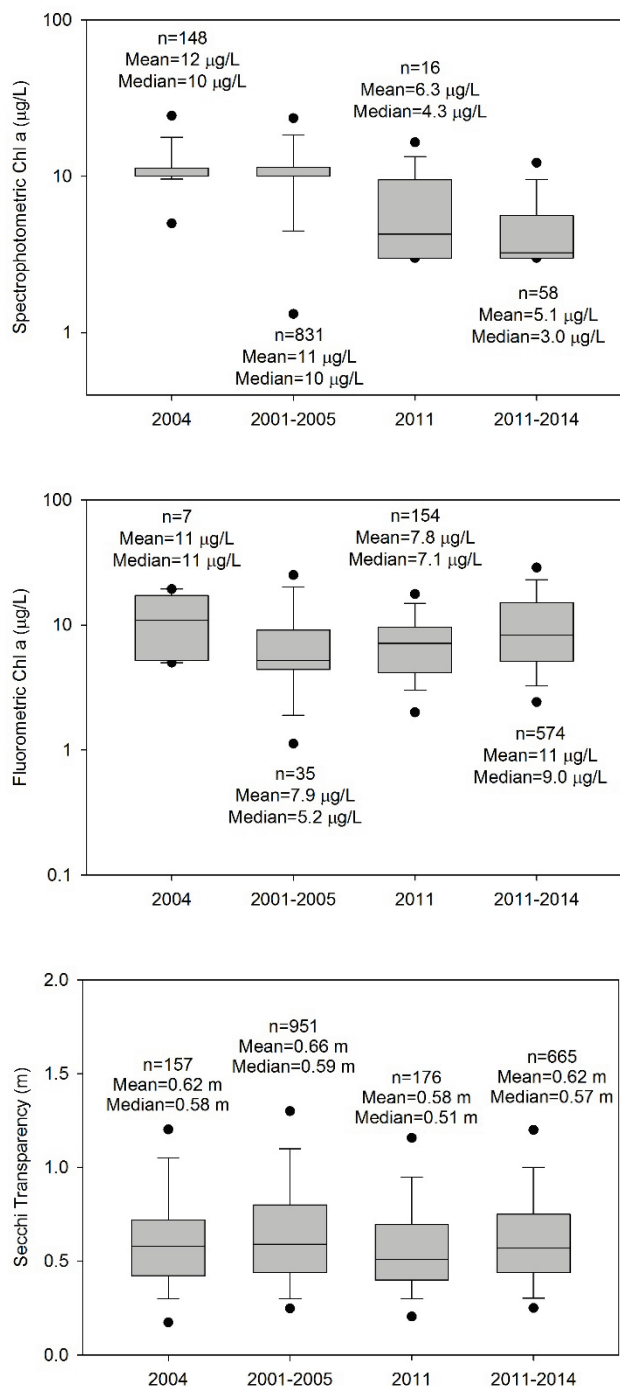 Spectrophotometric Chl a (µg/L)
100
10
1
n=148
Mean=12 µg/L
Median=10 µg/L
n=831
Mean=11 µg/L
Median=10 µg/L
n=16
Mean=6.3 µg/L
Median=4.3 µg/L
n=58
Mean=5.1 µg/L
Median=3.0 µg/L
2004
2001-2005
2011
2011-2014
Fluorometric Chl a (µg/L)
100
10
1
0.1
n=7
Mean=11 µg/L
Median=11 µg/L
n=35
Mean=7.9 µg/L
Median=5.2 µg/L
n=154
Mean=7.8 µg/L
Median=7.1 µg/L
n=574
Mean=11 µg/L
Median=9.0 µg/L
2004
2001-2005
2011
2011-2014
Secchi Transparency (m)
2.0
1.5
1.0
0.5
0.0
n=157
Mean=0.62 m
Median=0.58 m
n=951
Mean=0.66 m
Median=0.59 m
n=176
Mean=0.58 m
Median=0.51 m
n=665
Mean=0.62 m
Median=0.57 m
2004
2001-2005
2011
2011-2014